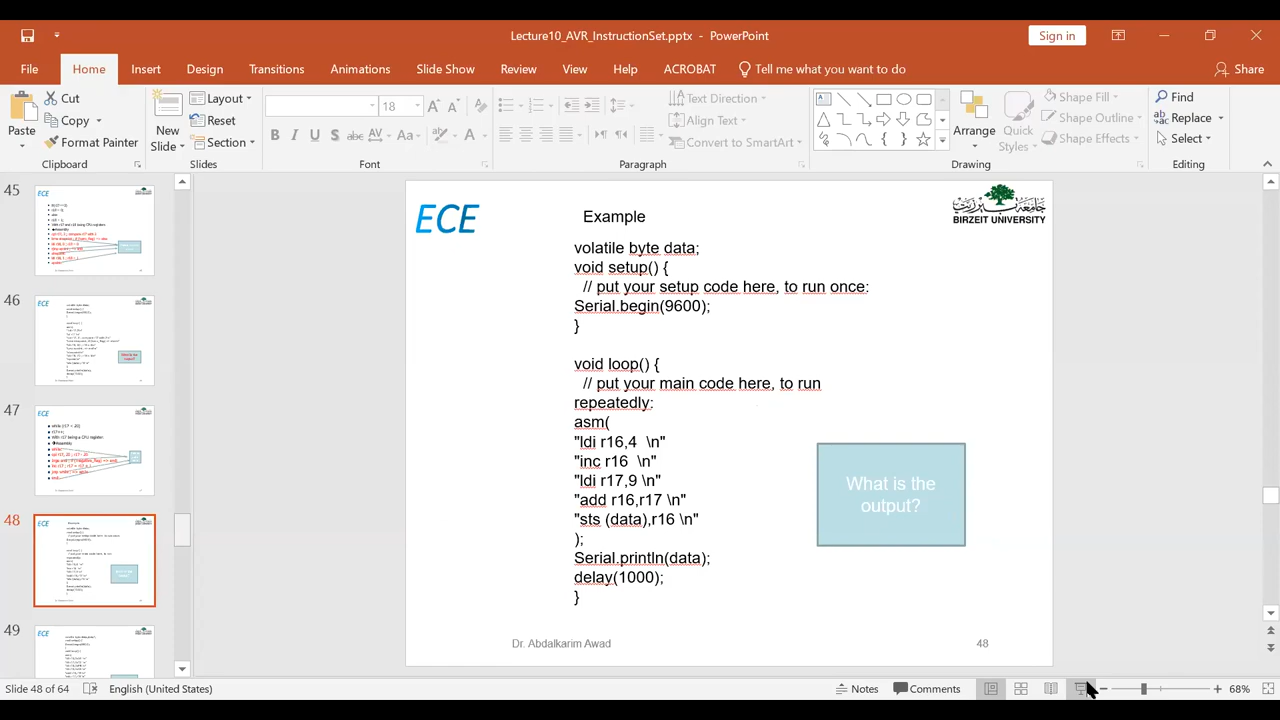 Lecture10_AVR_InstructionSet.pptx - PowerPoint
Sign in
File Home Insert Design Transitions Animations Slide Show Review View Help ACROBAT Tell me what you want to do Share
Paste
Cut
Copy
Format Painter
Clipboard
New Slide
Layout
Reset
Section
Slides
18
Font
Text Direction
Align Text
Convert to SmartArt
Paragraph
Arrange
Quick Styles
Shape Fill
Shape Outline
Shape Effects
Drawing
Find
Replace
Select
Editing
45
46
47
48
49
ECE
جامعة بيرزيت
BIRZEIT UNIVERSITY
Example
volatile byte data;
void setup() {
// put your setup code here, to run once:
Serial.begin(9600);
}
void loop() {
// put your main code here, to run
repeatedly:
asm(
"ldi r16,4 \n"
"inc r16 \n"
"ldi r17,9 \n"
"add r16,r17 \n"
"sts (data),r16 \n"
);
Serial.println(data);
delay(1000);
}
What is the
output?
Dr. Abdalkarim Awad
48
Slide 48 of 64 English (United States) Notes Comments 68%